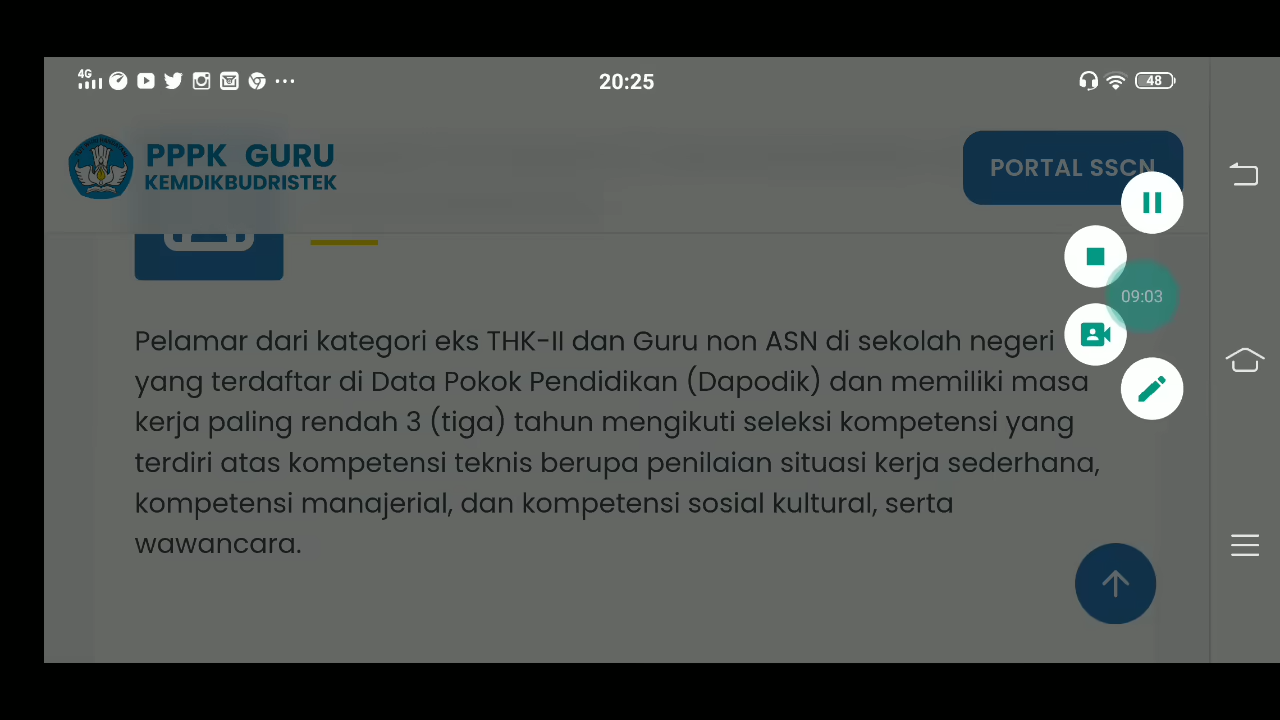 4G
20:25
48
PPPK GURU
KEMDIKBUDRISTEK
PORTAL SSCN
09:03
Pelamar dari kategori eks THK-II dan Guru non ASN di sekolah negeri
yang terdaftar di Data Pokok Pendidikan (Dapodik) dan memiliki masa
kerja paling rendah 3 (tiga) tahun mengikuti seleksi kompetensi yang
terdiri atas kompetensi teknis berupa penilaian situasi kerja sederhana,
kompetensi manajerial, dan kompetensi sosial kultural, serta
wawancara.